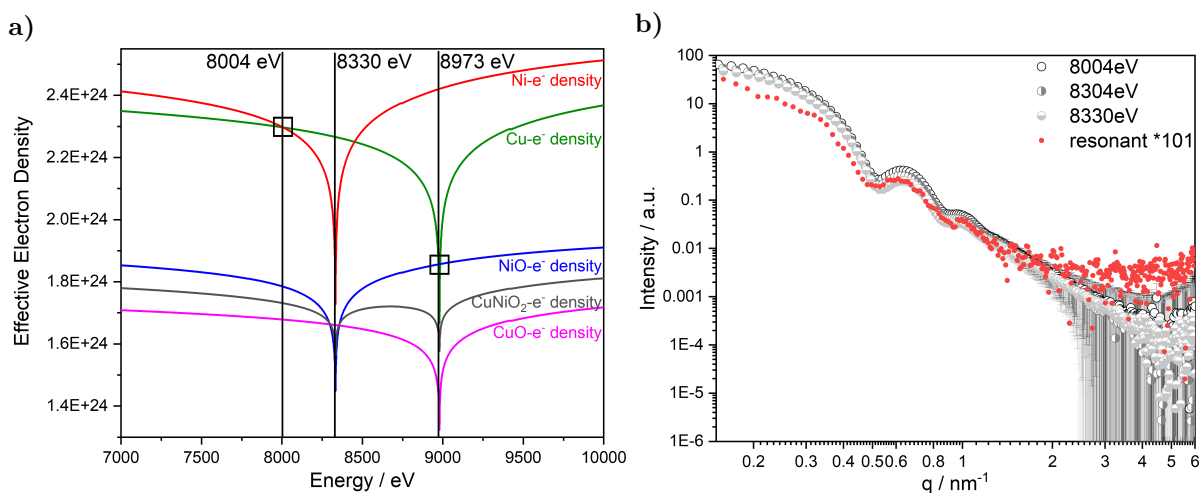 a)
8004 eV
8330 eV
8973 eV
Ni-e⁻ density
Cu-e⁻ density
NiO-e⁻ density
CuNiO₂-e⁻ density
CuO-e⁻ density
2.4E+24
2.2E+24
2.0E+24
1.8E+24
1.6E+24
1.4E+24
Effective Electron Density
7000
7500
8000
8500
9000
9500
10000
Energy / eV
b)
8004eV
8304eV
8330eV
resonant *101
100
10
1
0.1
0.01
0.001
1E-4
1E-5
1E-6
Intensity / a.u.
0.2
0.3
0.4
0.5
0.6
0.8
1
2
3
4
5
6
q / nm⁻¹